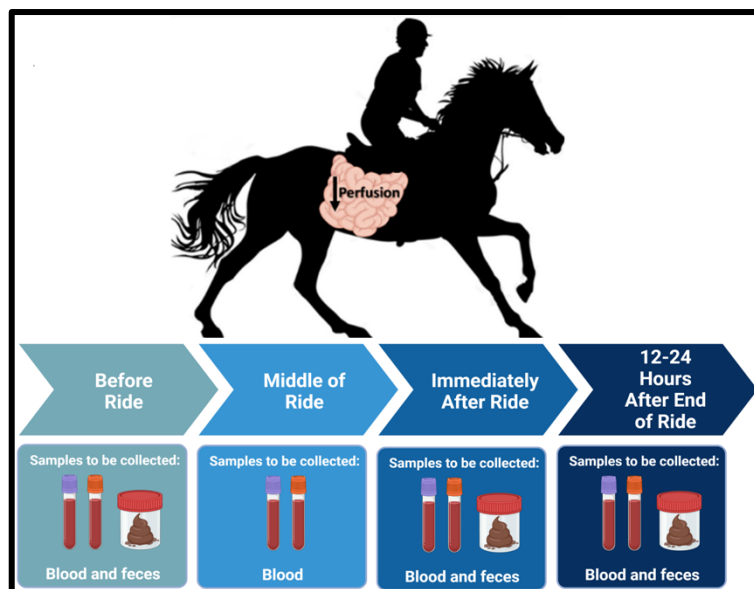 Perfusion
Before
Ride
Middle of
Ride
Immediately
After Ride
12-24
Hours
After End
of Ride
Samples to be collected:
Blood and feces
Samples to be collected:
Blood
Samples to be collected:
Blood and feces
Samples to be collected:
Blood and feces